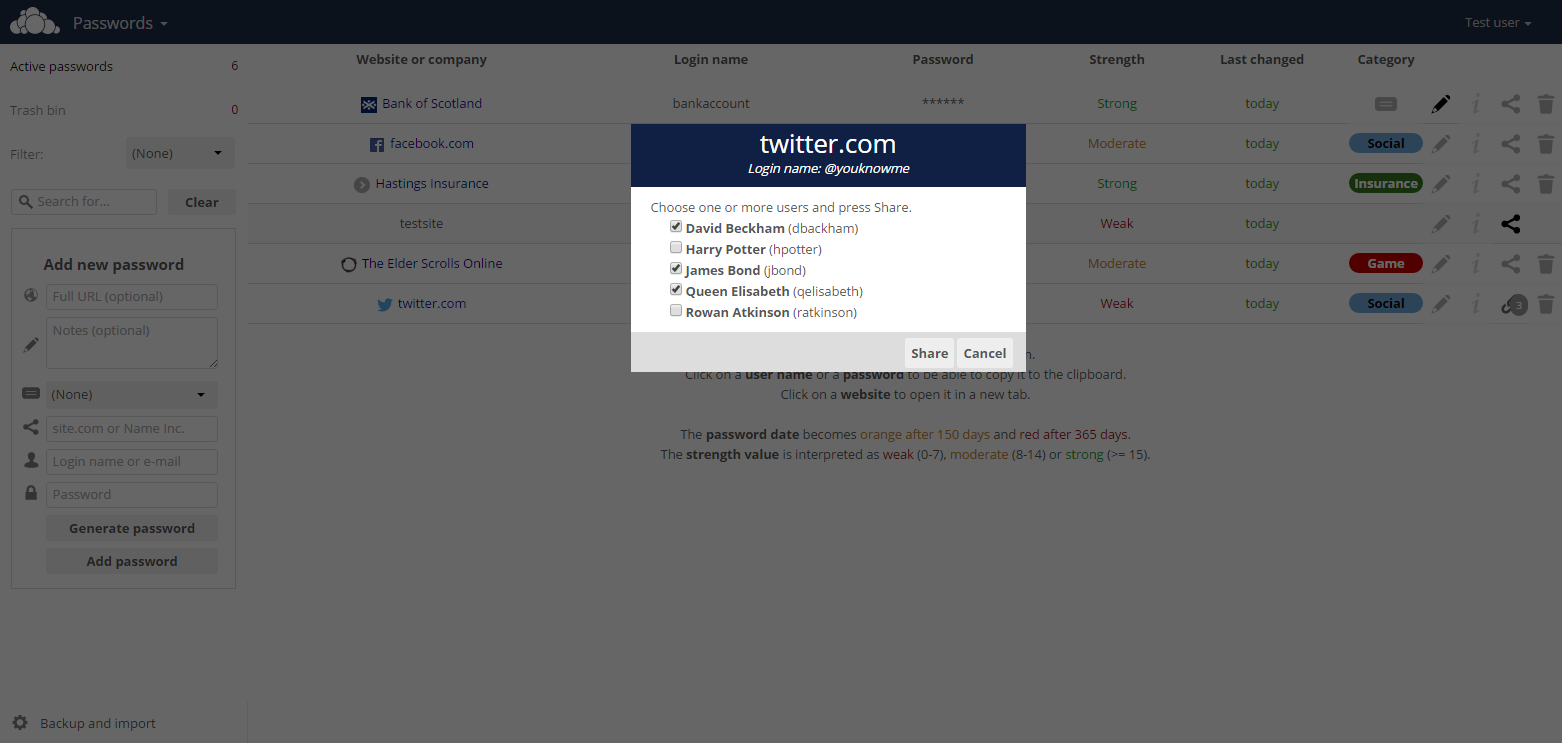 Passwords
Test user
Active passwords 6
Trash bin 0
Filter: (None)
Search for... Clear
Add new password
Full URL (optional)
Notes (optional)
(None)
site.com or Name Inc.
Login name or e-mail
Password
Generate password
Add password
Backup and import
Website or company Login name Password Strength Last changed Category
Bank of Scotland bankaccount ****** Strong today
facebook.com Moderate today Social
Hastings Insurance Strong today Insurance
testsite Weak today
The Elder Scrolls Online Moderate today Game
twitter.com Weak today Social 3
twitter.com
Login name: @youknowme
Choose one or more users and press Share.
David Beckham (dbackham)
Harry Potter (hpotter)
James Bond (jbond)
Queen Elisabeth (qelisabeth)
Rowan Atkinson (ratkinson)
Share Cancel
Click on a user name or a password to be able to copy it to the clipboard.
Click on a website to open it in a new tab.
The password date becomes orange after 150 days and red after 365 days.
The strength value is interpreted as weak (0-7), moderate (8-14) or strong (>= 15).